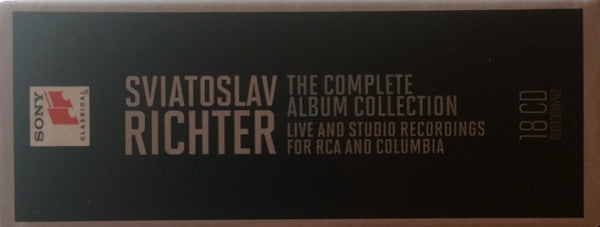 SONY
CLASSICAL
SVIATOSLAV
RICHTER
THE COMPLETE
ALBUM COLLECTION
LIVE AND STUDIO RECORDINGS
FOR RCA AND COLUMBIA
18 CD